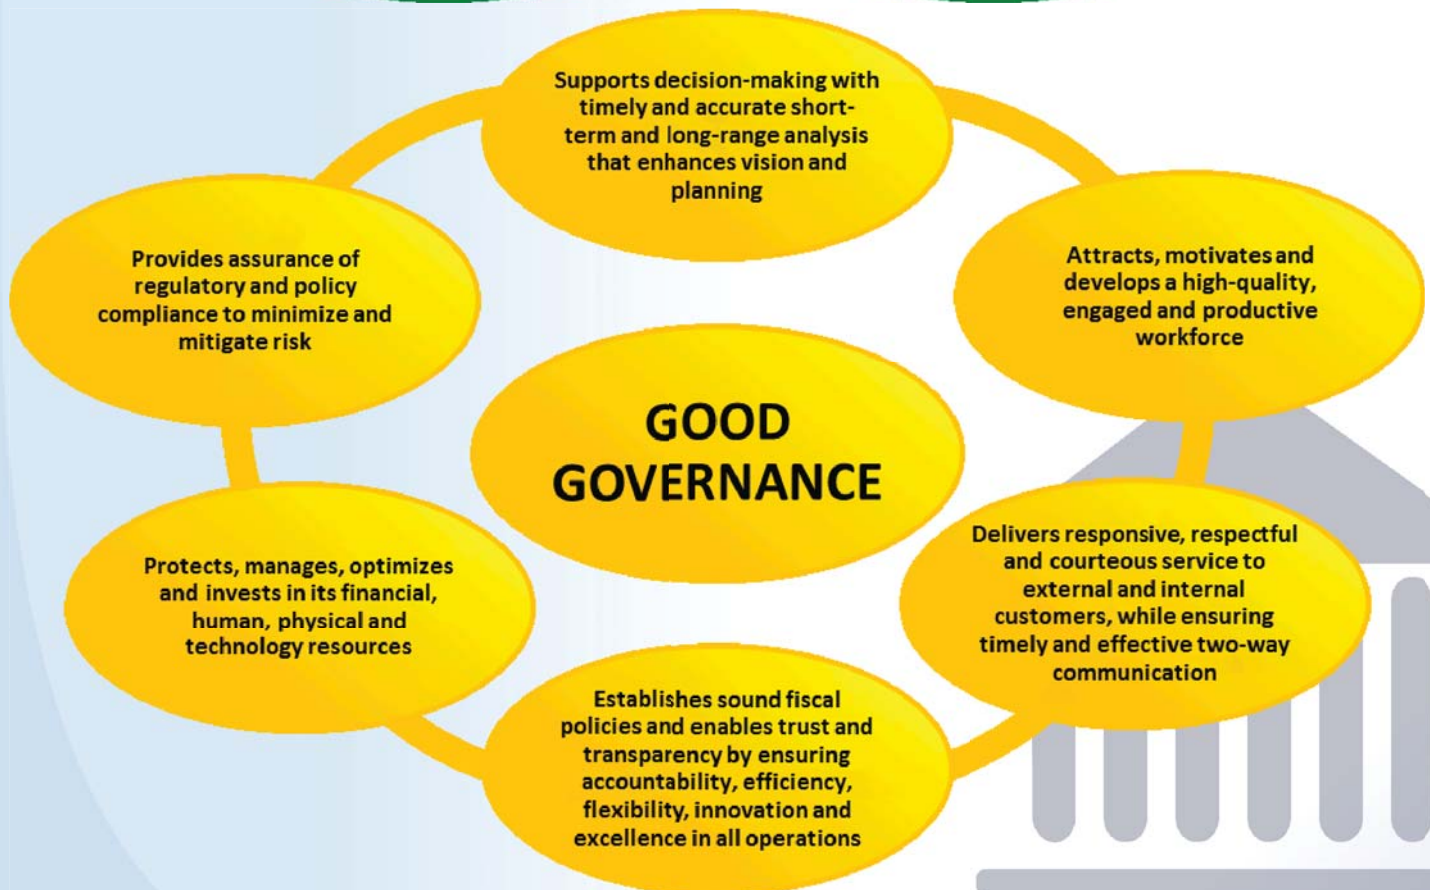 Supports decision-making with
timely and accurate short-
term and long-range analysis
that enhances vision and
planning
Attracts, motivates and
develops a high-quality,
engaged and productive
workforce
Delivers responsive, respectful
and courteous service to
external and internal
customers, while ensuring
timely and effective two-way
communication
Establishes sound fiscal
policies and enables trust and
transparency by ensuring
accountability, efficiency,
flexibility, innovation and
excellence in all operations
Protects, manages, optimizes
and invests in its financial,
human, physical and
technology resources
Provides assurance of
regulatory and policy
compliance to minimize and
mitigate risk
GOOD
GOVERNANCE